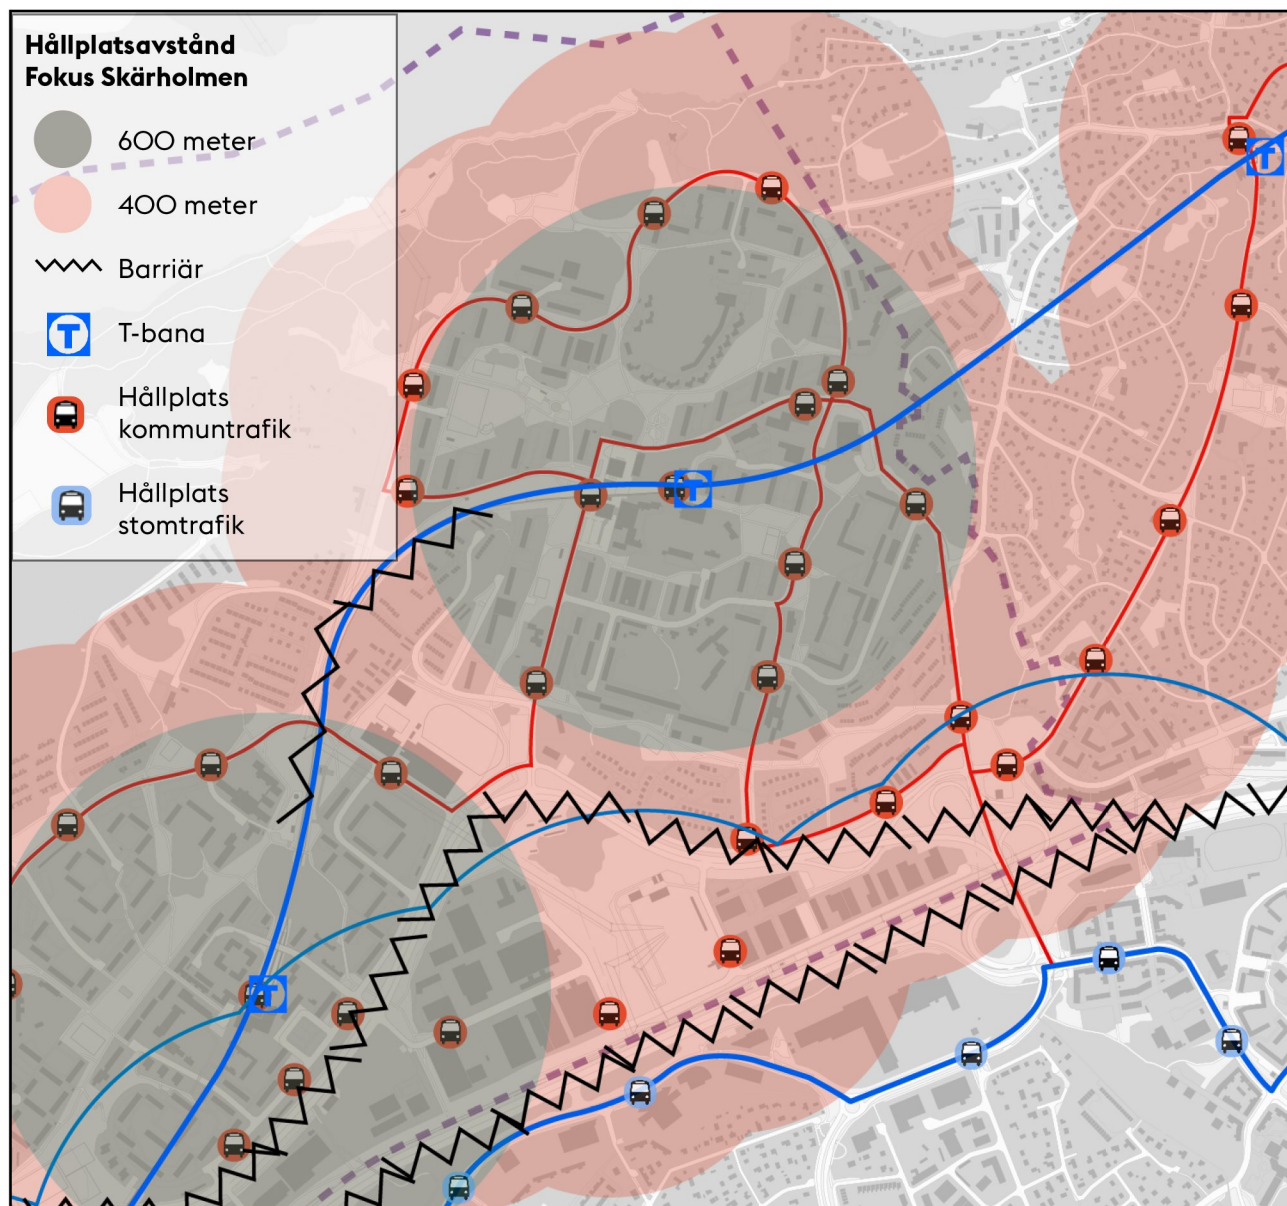 Hållplatsavstånd
Fokus Skärholmen
600 meter
400 meter
Barriär
T-bana
Hållplats
kommuntrafik
Hållplats
stomtrafik
T
T
T
T